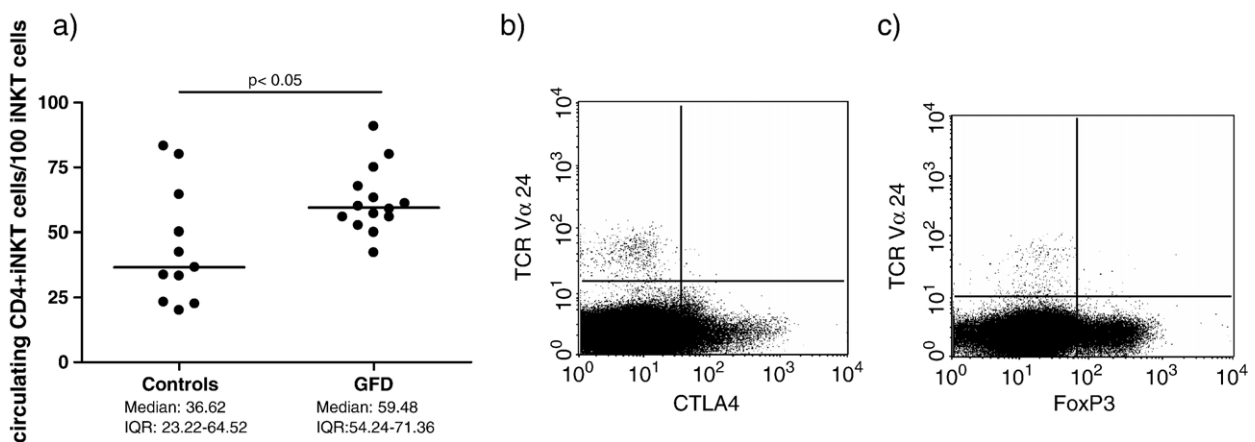 a)
circulating CD4+iNKT cells/100 iNKT cells
p< 0.05
100
75
50
25
0
Controls
GFD
Median: 36.62
IQR: 23.22-64.52
Median: 59.48
IQR:54.24-71.36
b)
TCR Vα 24
10⁴
10³
10²
10¹
10⁰
10⁰ 10¹ 10² 10³ 10⁴
CTLA4
c)
TCR Vα 24
10⁴
10³
10²
10¹
10⁰
10⁰ 10¹ 10² 10³ 10⁴
FoxP3